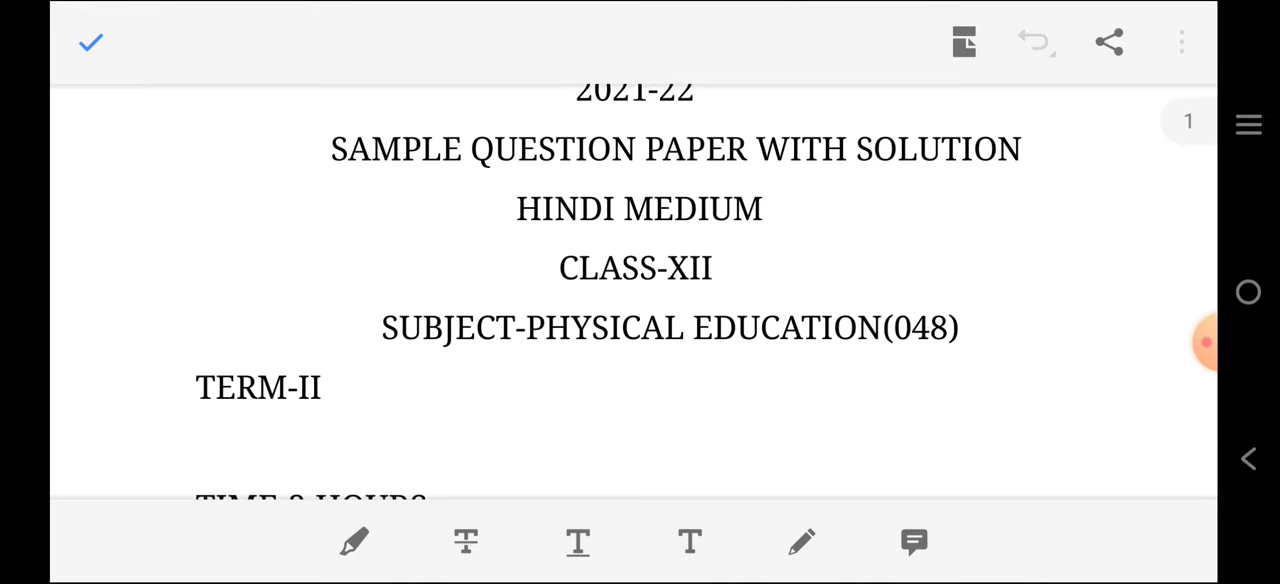 2021-22
1
SAMPLE QUESTION PAPER WITH SOLUTION
HINDI MEDIUM
CLASS-XII
SUBJECT-PHYSICAL EDUCATION(048)
TERM-II